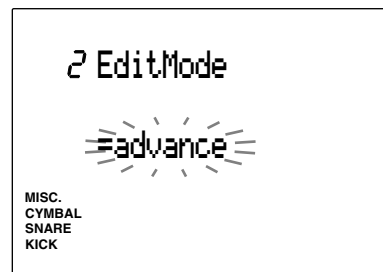 2 EditMode
=advance
MISC.
CYMBAL
SNARE
KICK